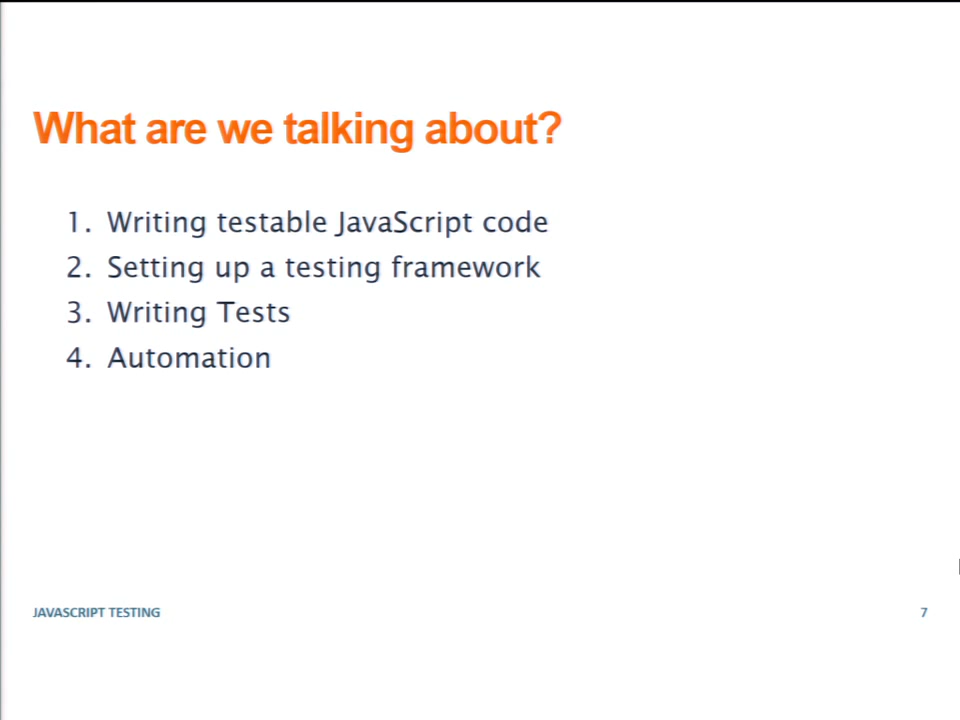 What are we talking about?
1. Writing testable JavaScript code
2. Setting up a testing framework
3. Writing Tests
4. Automation
JAVASCRIPT TESTING 7